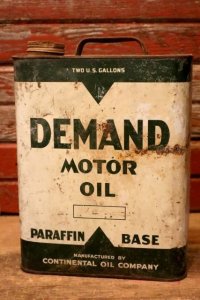 TWO U.S. GALLONS
DEMAND
MOTOR
OIL
PARAFFIN BASE
MANUFACTURED BY
CONTINENTAL OIL COMPANY